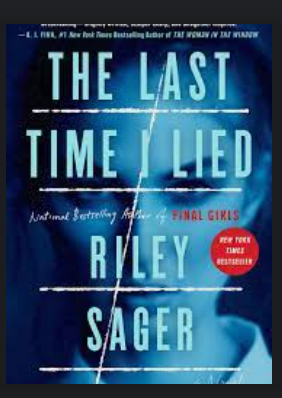 —A. J. FINN, #1 New York Times Bestselling Author of THE WOMAN IN THE WINDOW
THE LAST
TIME I LIED
National Bestselling Author of FINAL GIRLS
NEW YORK
TIMES
BESTSELLER
RILEY
SAGER